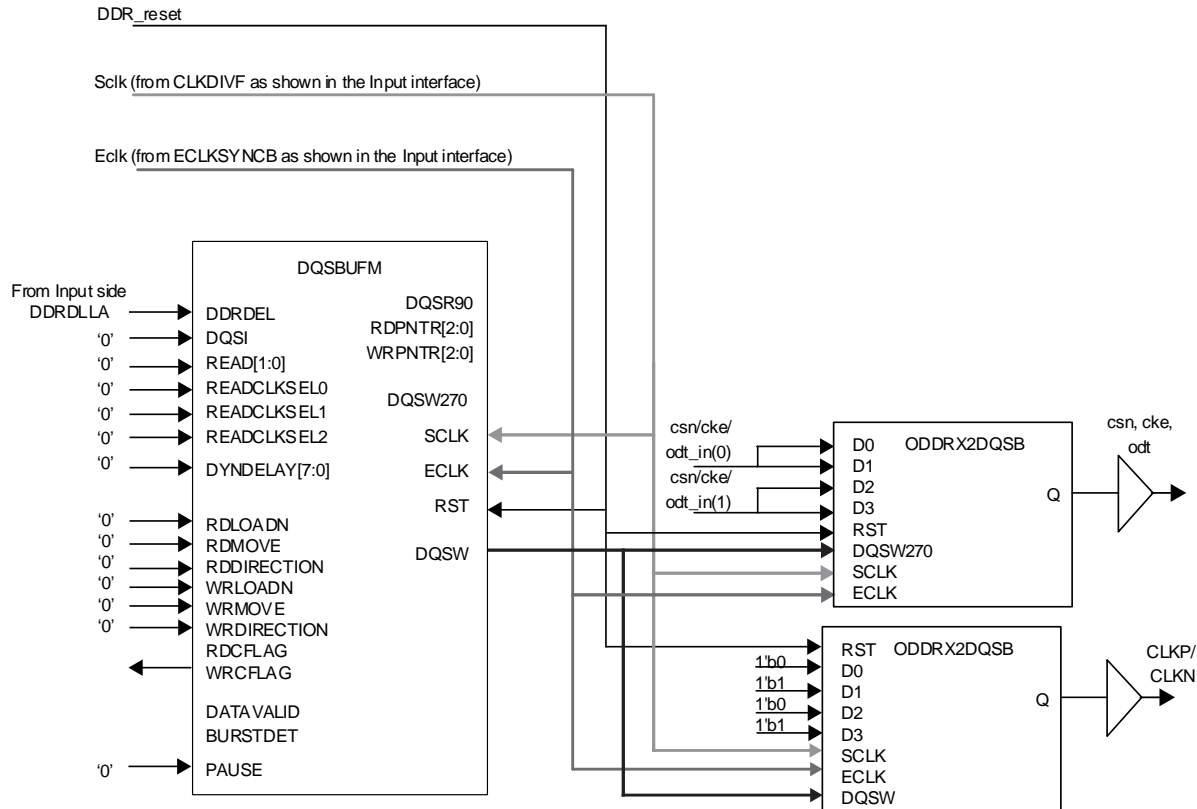 DDR_reset
Sclk (from CLKDIVF as shown in the Input interface)
Eclk (from ECLKSYNCB as shown in the Input interface)
DQSBUFM
From Input side
DDRDLLA
DDRDEL
'0' DQSI
'0' READ[1:0]
'0' READCLKSEL0
'0' READCLKSEL1
'0' READCLKSEL2
'0' DYNDELAY[7:0]
'0' RDLOADN
'0' RDMOVE
'0' RDDIRECTION
'0' WRLOADN
'0' WRMOVE
'0' WRDIRECTION
RDCFLAG
WRCFLAG
DATAVALID
BURSTDET
'0' PAUSE
DQSR90
RDPNTR[2:0]
WRPNTR[2:0]
DQSW270
SCLK
ECLK
RST
DQSW
csn/cke/
odt_in(0)
csn/cke/
odt_in(1)
ODDRX2DQSB
D0
D1
D2
D3
RST
DQSW270
SCLK
ECLK
Q
csn, cke,
odt
RST ODDRX2DQSB
1'b0 D0
1'b1 D1
1'b0 D2
1'b1 D3
SCLK
ECLK
DQSW
Q
CLKP/
CLKN